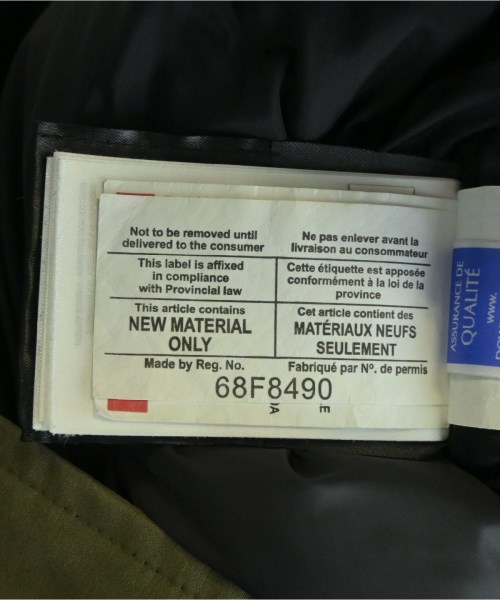 Not to be removed until
delivered to the consumer
Ne pas enlever avant la
livraison au consommateur
This label is affixed
in compliance
with Provincial law
Cette étiquette est apposée
conformément à la loi de la
province
This article contains
NEW MATERIAL
ONLY
Cet article contient des
MATÉRIAUX NEUFS
SEULEMENT
Made by Reg. No.
Fabriqué par Nº. de permis
68F8490
ASSURANCE DE
QUALITÉ
www.